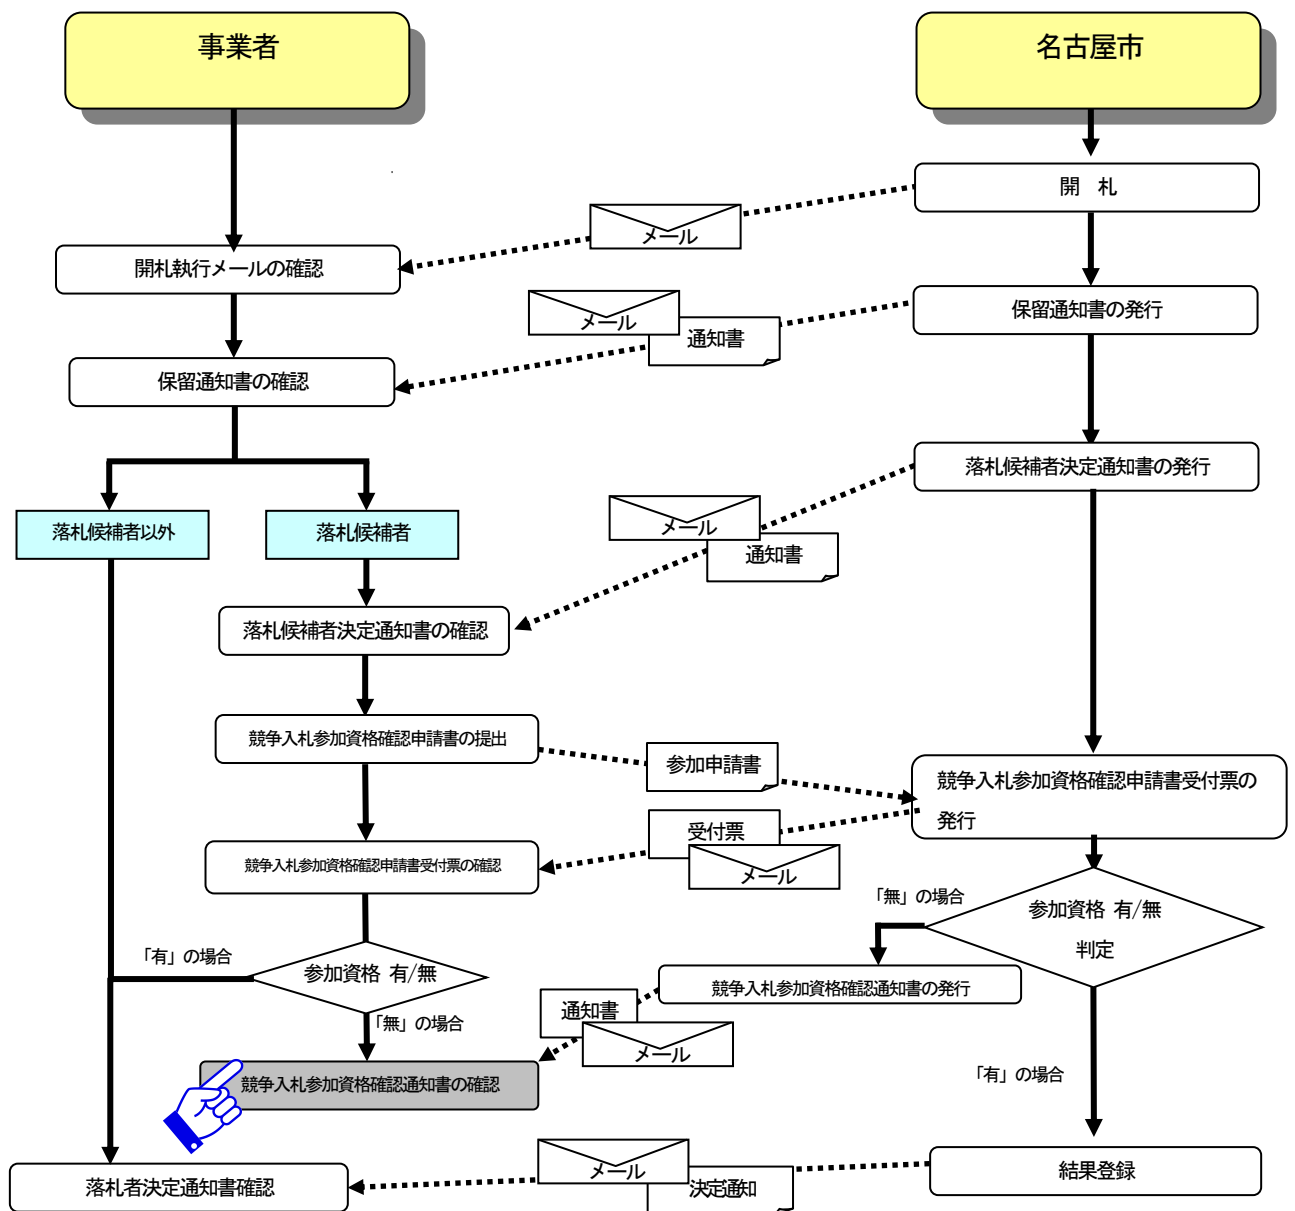 事業者
名古屋市
開　札
メール
開札執行メールの確認
保留通知書の発行
メール
通知書
保留通知書の確認
落札候補者決定通知書の発行
落札候補者以外
落札候補者
メール
通知書
落札候補者決定通知書の確認
競争入札参加資格確認申請書の提出
参加申請書
競争入札参加資格確認申請書受付票の
発行
受付票
メール
競争入札参加資格確認申請書受付票の確認
「無」の場合
参加資格 有/無
判定
「有」の場合
参加資格 有/無
競争入札参加資格確認通知書の発行
通知書
メール
「無」の場合
競争入札参加資格確認通知書の確認
「有」の場合
メール
決定通知
結果登録
落札者決定通知書確認